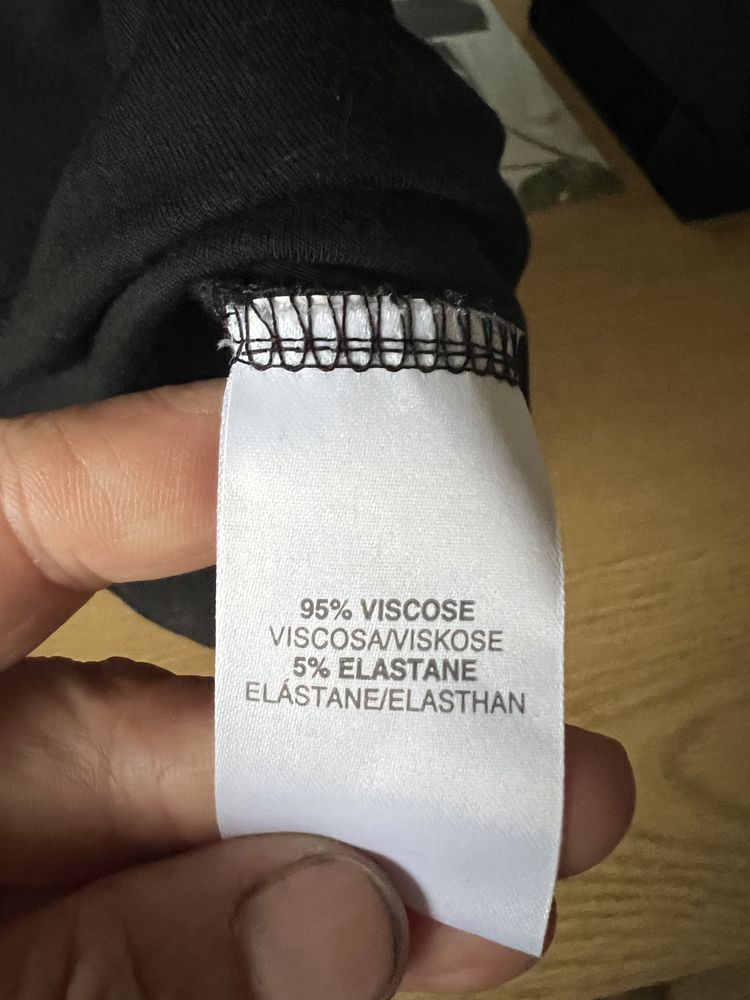 95% VISCOSE
VISCOSA/VISKOSE
5% ELASTANE
ELÁSTANE/ELASTHAN